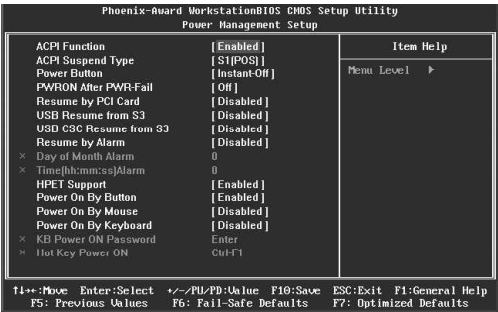 Phoenix-Award WorkstationBIOS CMOS Setup Utility
Power Management Setup
ACPI Function [Enabled]
ACPI Suspend Type [S1(POS)]
Power Button [Instant-Off]
PWRON After PWR-Fail [Off]
Resume by PCI Card [Disabled]
USB Resume from S3 [Disabled]
USD CSC Resume from S3 [Disabled]
Resume by Alarm [Disabled]
× Day of Month Alarm 0
× Time(hh:mm:ss)Alarm 0
HPET Support [Enabled]
Power On By Button [Enabled]
Power On By Mouse [Disabled]
Power On By Keyboard [Disabled]
× KB Power ON Password Enter
× Hot Key Power ON Ctrl-F1
Item Help
Menu Level ▶
↑↓→←:Move Enter:Select +/-/PU/PD:Value F10:Save ESC:Exit F1:General Help
F5: Previous Values F6: Fail-Safe Defaults F7: Optimized Defaults